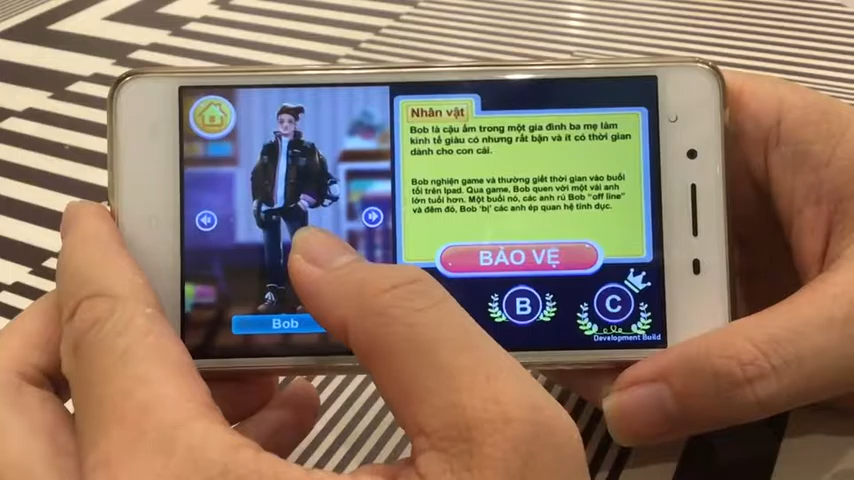 Nhân vật
Bob là cậu ấm trong một gia đình ba mẹ làm
kinh tế giàu có nhưng rất bận và ít có thời gian
dành cho con cái.
Bob nghiện game và thường giết thời gian vào buổi
tối trên Ipad. Qua game, Bob quen với một vài anh
lớn tuổi hơn. Một buổi nọ, các anh rủ Bob "off line"
và đêm đó, Bob 'bị' các anh ép quan hệ tình dục.
BẢO VỆ
B
C
Bob
Development Build